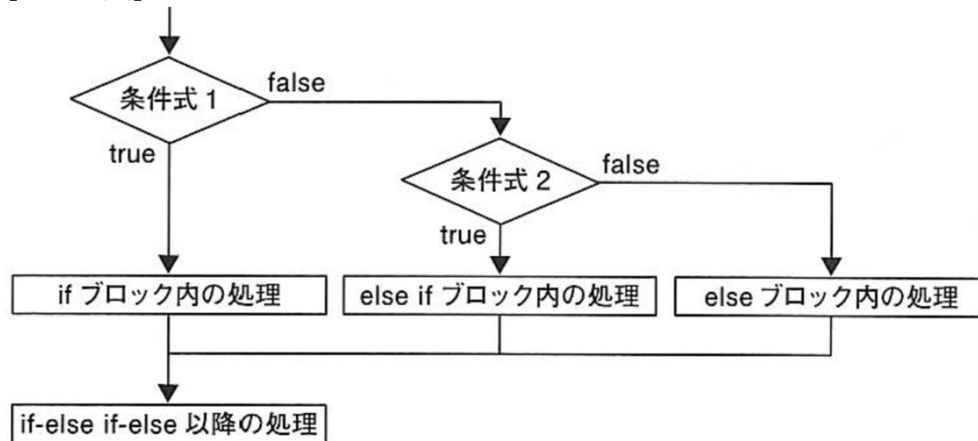 条件式 1
false
true
条件式 2
false
true
if ブロック内の処理
else if ブロック内の処理
else ブロック内の処理
if-else if-else 以降の処理